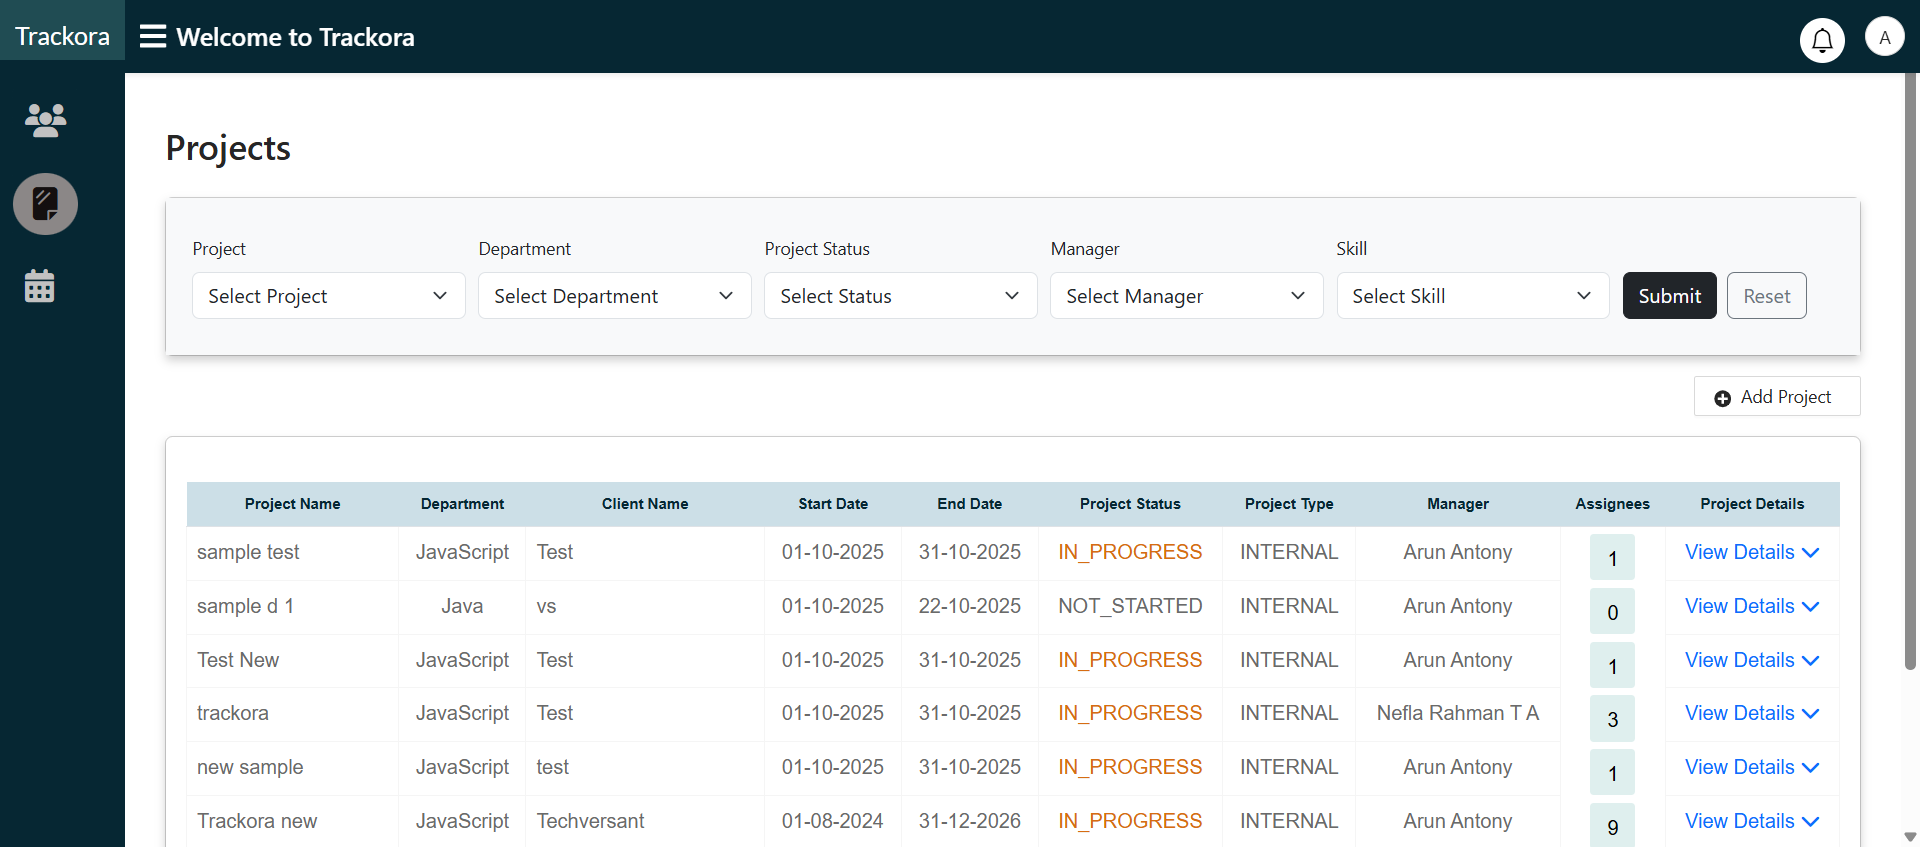 Trackora
Welcome to Trackora
A
Projects
Project Department Project Status Manager Skill
Select Project Select Department Select Status Select Manager Select Skill Submit Reset
Add Project
Project Name Department Client Name Start Date End Date Project Status Project Type Manager Assignees Project Details
sample test JavaScript Test 01-10-2025 31-10-2025 IN_PROGRESS INTERNAL Arun Antony 1 View Details
sample d 1 Java vs 01-10-2025 22-10-2025 NOT_STARTED INTERNAL Arun Antony 0 View Details
Test New JavaScript Test 01-10-2025 31-10-2025 IN_PROGRESS INTERNAL Arun Antony 1 View Details
trackora JavaScript Test 01-10-2025 31-10-2025 IN_PROGRESS INTERNAL Nefla Rahman T A 3 View Details
new sample JavaScript test 01-10-2025 31-10-2025 IN_PROGRESS INTERNAL Arun Antony 1 View Details
Trackora new JavaScript Techversant 01-08-2024 31-12-2026 IN_PROGRESS INTERNAL Arun Antony 9 View Details